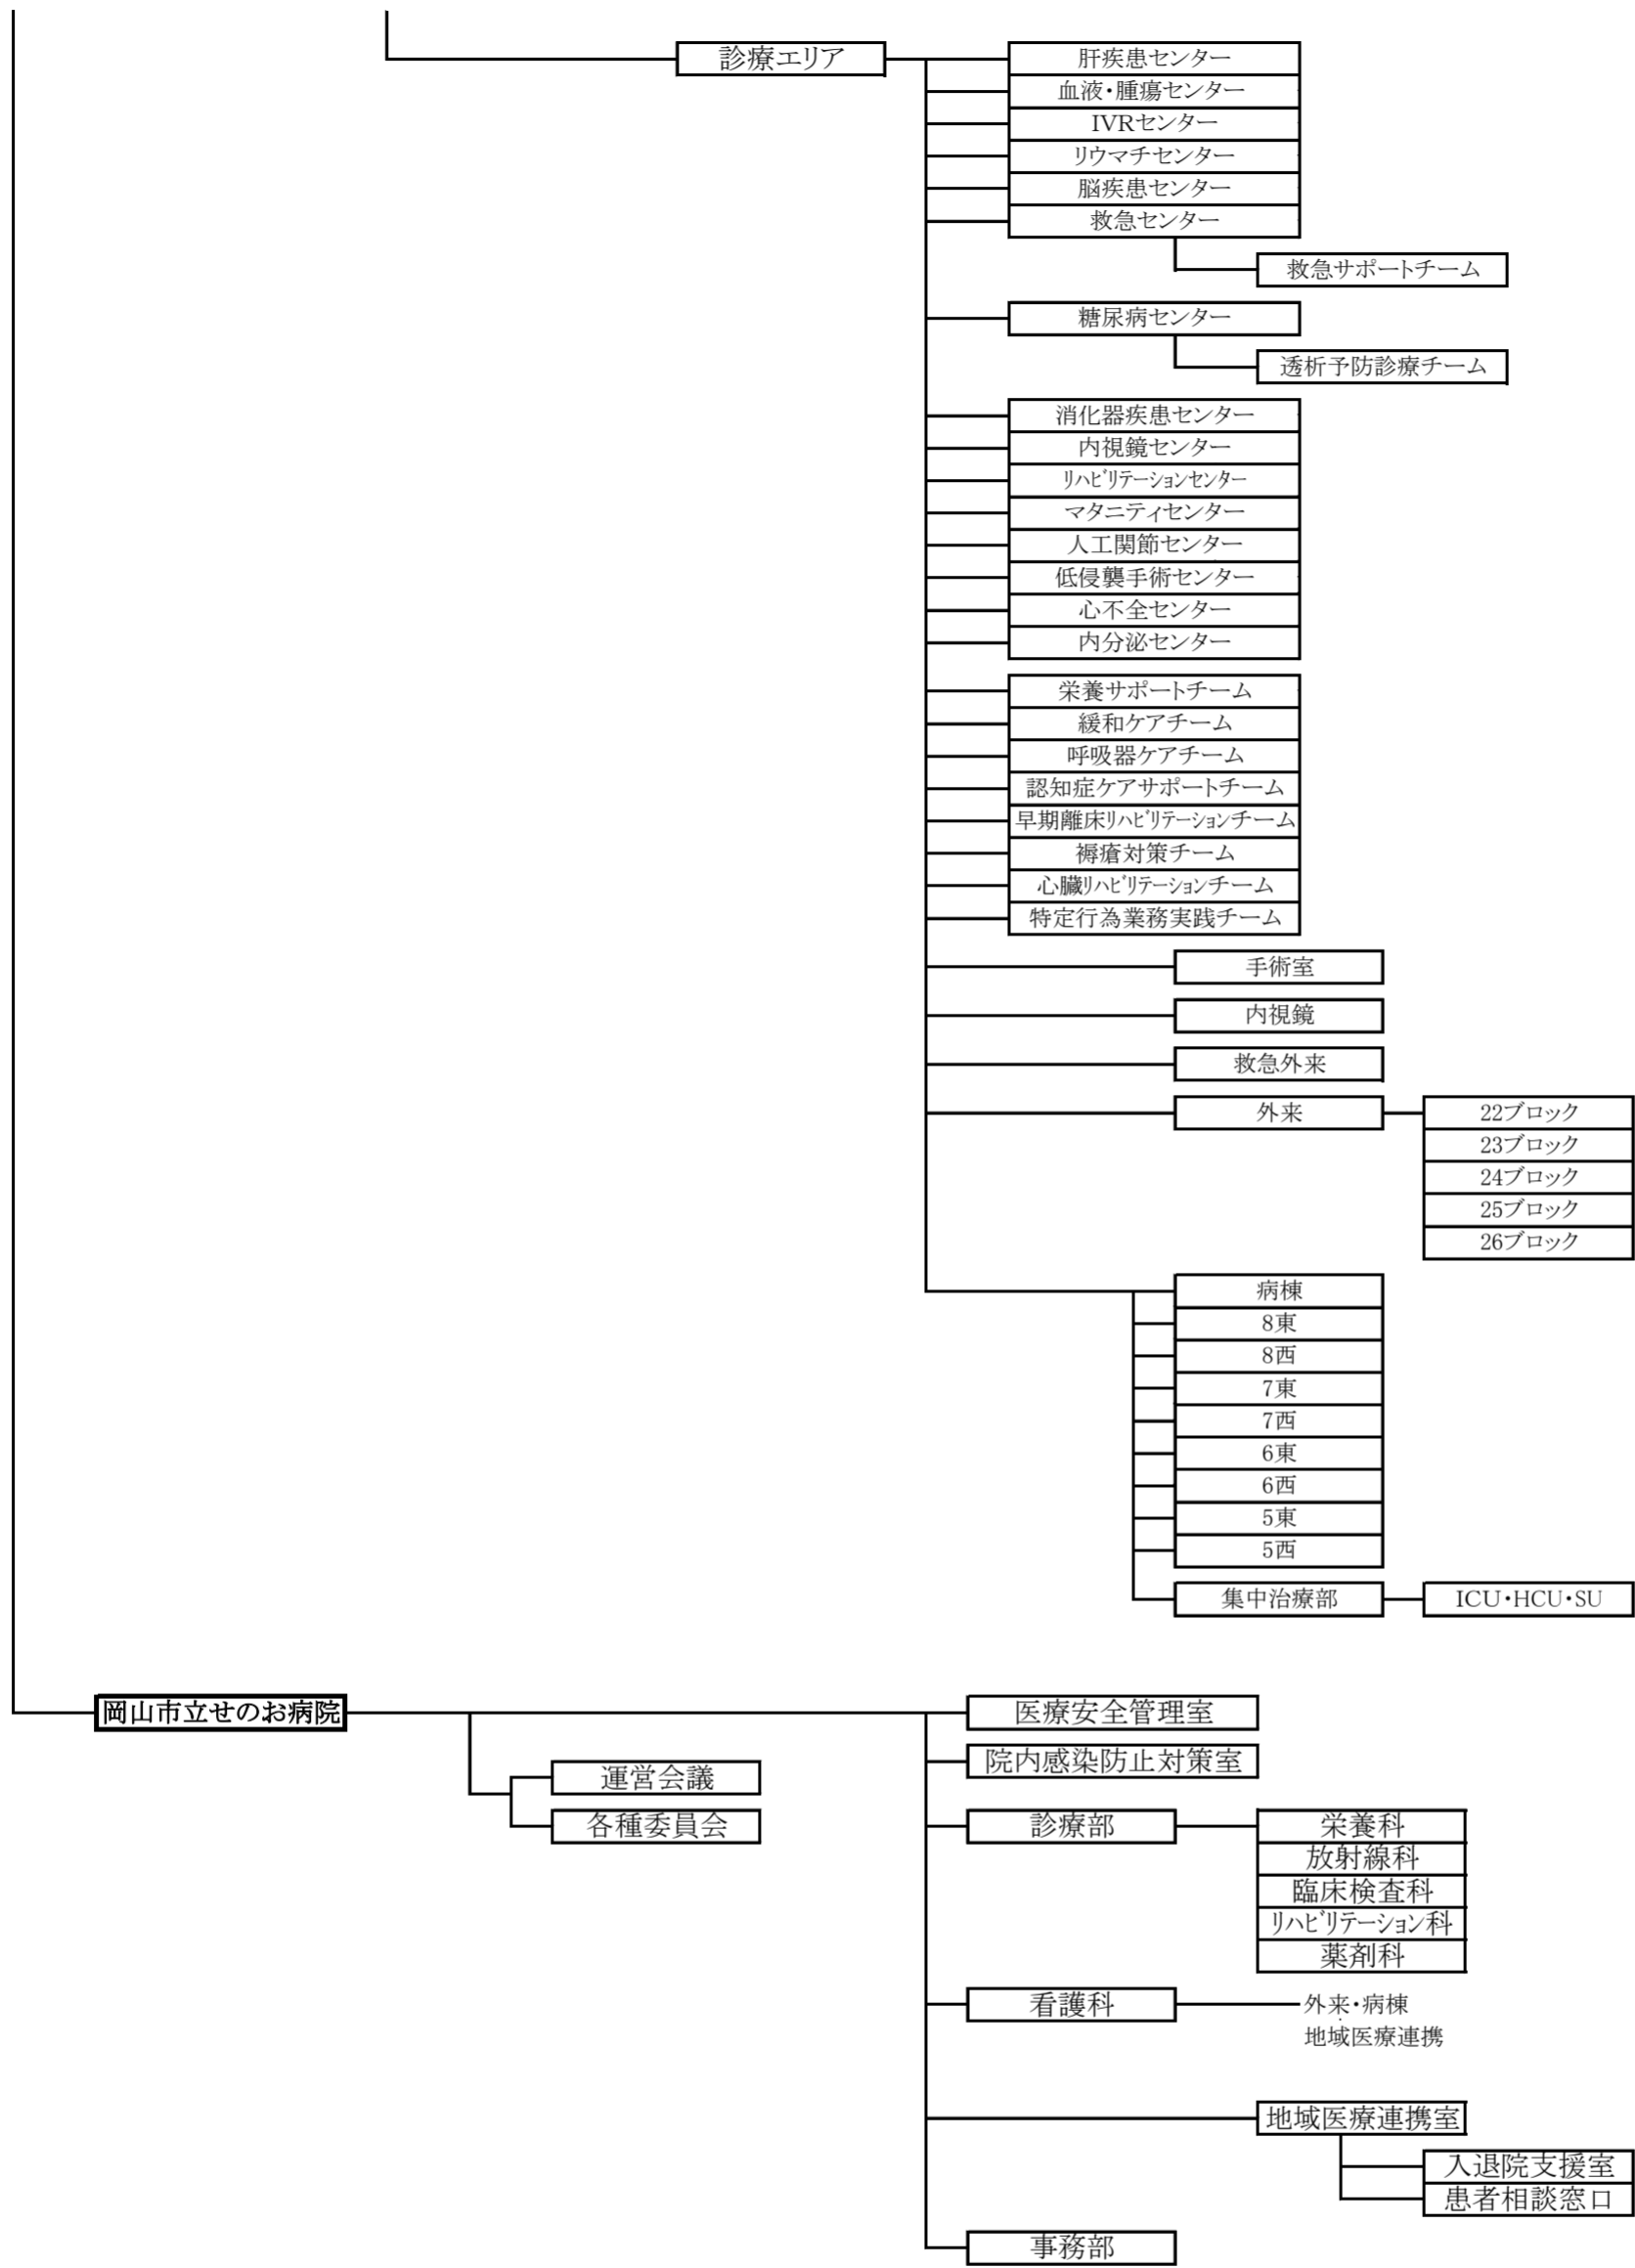 診療エリア
肝疾患センター
血液・腫瘍センター
IVRセンター
リウマチセンター
脳疾患センター
救急センター
救急サポートチーム
糖尿病センター
透析予防診療チーム
消化器疾患センター
内視鏡センター
ﾘﾊﾋﾞﾘﾃｰｼｮﾝｾﾝﾀｰ
マタニティセンター
人工関節センター
低侵襲手術センター
心不全センター
内分泌センター
栄養サポートチーム
緩和ケアチーム
呼吸器ケアチーム
認知症ケアサポートチーム
早期離床ﾘﾊﾋﾞﾘﾃｰｼｮﾝチーム
褥瘡対策チーム
心臓ﾘﾊﾋﾞﾘﾃｰｼｮﾝチーム
特定行為業務実践チーム
手術室
内視鏡
救急外来
外来
22ブロック
23ブロック
24ブロック
25ブロック
26ブロック
病棟
8東
8西
7東
7西
6東
6西
5東
5西
集中治療部
ICU・HCU・SU
岡山市立せのお病院
医療安全管理室
運営会議
院内感染防止対策室
各種委員会
診療部
栄養科
放射線科
臨床検査科
ﾘﾊﾋﾞﾘﾃｰｼｮﾝ科
薬剤科
看護科
外来・病棟
地域医療連携
地域医療連携室
入退院支援室
患者相談窓口
事務部